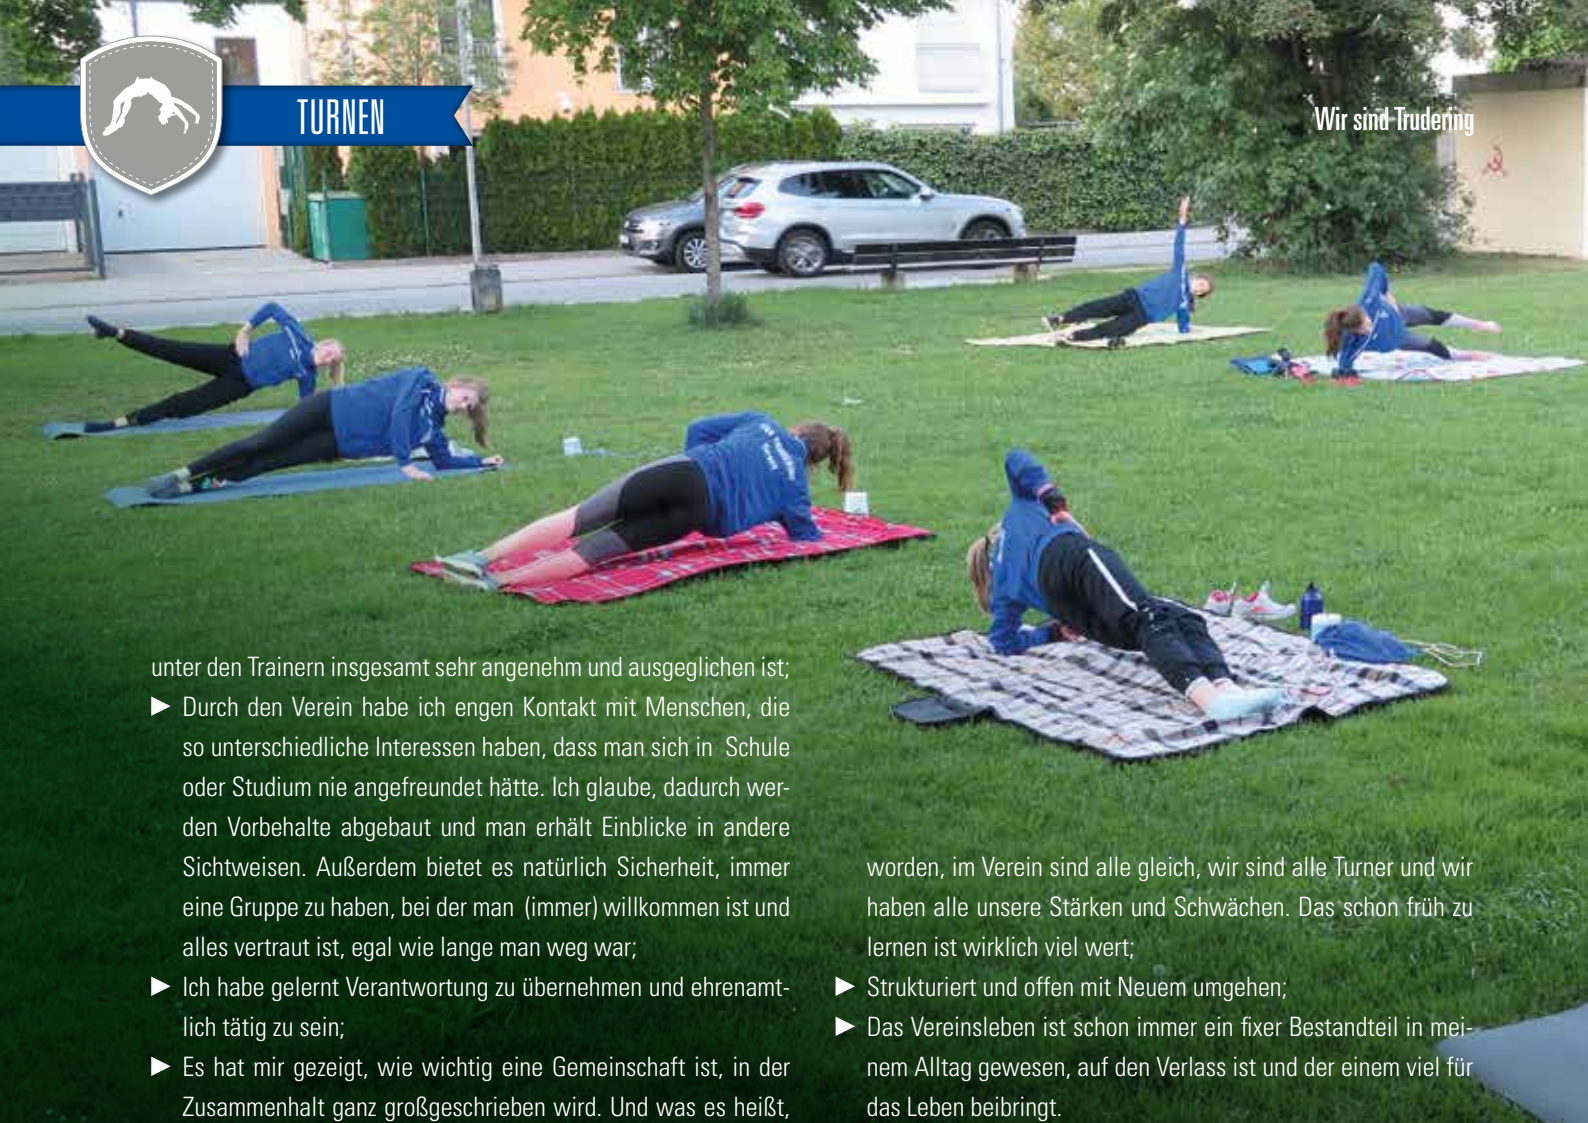 TURNEN
Wir sind Trudering
unter den Trainern insgesamt sehr angenehm und ausgeglichen ist;
► Durch den Verein habe ich engen Kontakt mit Menschen, die
so unterschiedliche Interessen haben, dass man sich in Schule
oder Studium nie angefreundet hätte. Ich glaube, dadurch wer-
den Vorbehalte abgebaut und man erhält Einblicke in andere
Sichtweisen. Außerdem bietet es natürlich Sicherheit, immer
eine Gruppe zu haben, bei der man (immer) willkommen ist und
alles vertraut ist, egal wie lange man weg war;
► Ich habe gelernt Verantwortung zu übernehmen und ehrenamt-
lich tätig zu sein;
► Es hat mir gezeigt, wie wichtig eine Gemeinschaft ist, in der
Zusammenhalt ganz großgeschrieben wird. Und was es heißt,
worden, im Verein sind alle gleich, wir sind alle Turner und wir
haben alle unsere Stärken und Schwächen. Das schon früh zu
lernen ist wirklich viel wert;
► Strukturiert und offen mit Neuem umgehen;
► Das Vereinsleben ist schon immer ein fixer Bestandteil in mei-
nem Alltag gewesen, auf den Verlass ist und der einem viel für
das Leben beibringt.